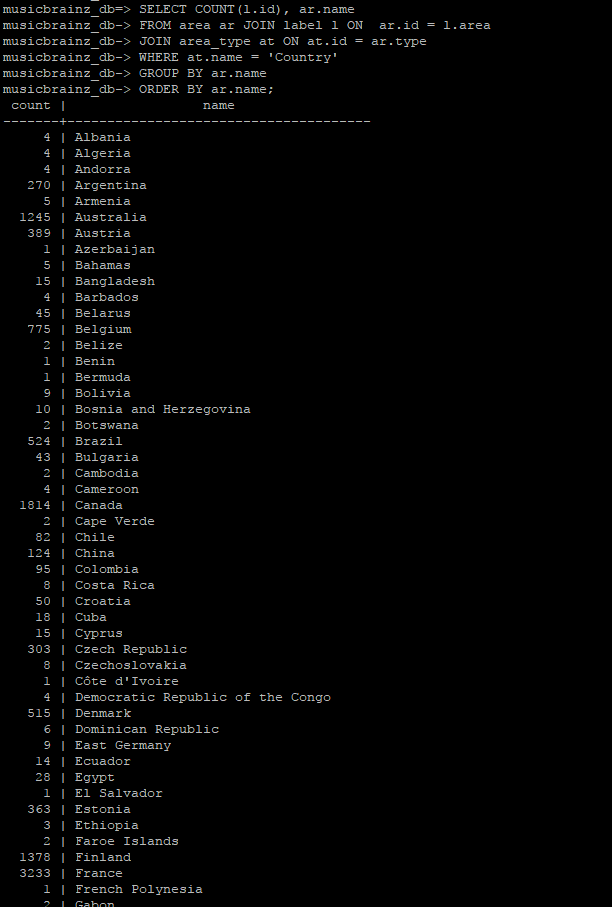 musicbrainz_db=> SELECT COUNT(l.id), ar.name
musicbrainz_db-> FROM area ar JOIN label l ON  ar.id = l.area
musicbrainz_db-> JOIN area_type at ON at.id = ar.type
musicbrainz_db-> WHERE at.name = 'Country'
musicbrainz_db-> GROUP BY ar.name
musicbrainz_db-> ORDER BY ar.name;
 count |                 name
-------+--------------------------------------
     4 | Albania
     4 | Algeria
     4 | Andorra
   270 | Argentina
     5 | Armenia
  1245 | Australia
   389 | Austria
     1 | Azerbaijan
     5 | Bahamas
    15 | Bangladesh
     4 | Barbados
    45 | Belarus
   775 | Belgium
     2 | Belize
     1 | Benin
     1 | Bermuda
     9 | Bolivia
    10 | Bosnia and Herzegovina
     2 | Botswana
   524 | Brazil
    43 | Bulgaria
     2 | Cambodia
     4 | Cameroon
  1814 | Canada
     2 | Cape Verde
    82 | Chile
   124 | China
    95 | Colombia
     8 | Costa Rica
    50 | Croatia
    18 | Cuba
    15 | Cyprus
   303 | Czech Republic
     8 | Czechoslovakia
     1 | Côte d'Ivoire
     4 | Democratic Republic of the Congo
   515 | Denmark
     6 | Dominican Republic
     9 | East Germany
    14 | Ecuador
    28 | Egypt
     1 | El Salvador
   363 | Estonia
     3 | Ethiopia
     2 | Faroe Islands
  1378 | Finland
  3233 | France
     1 | French Polynesia
     2 | Gabon